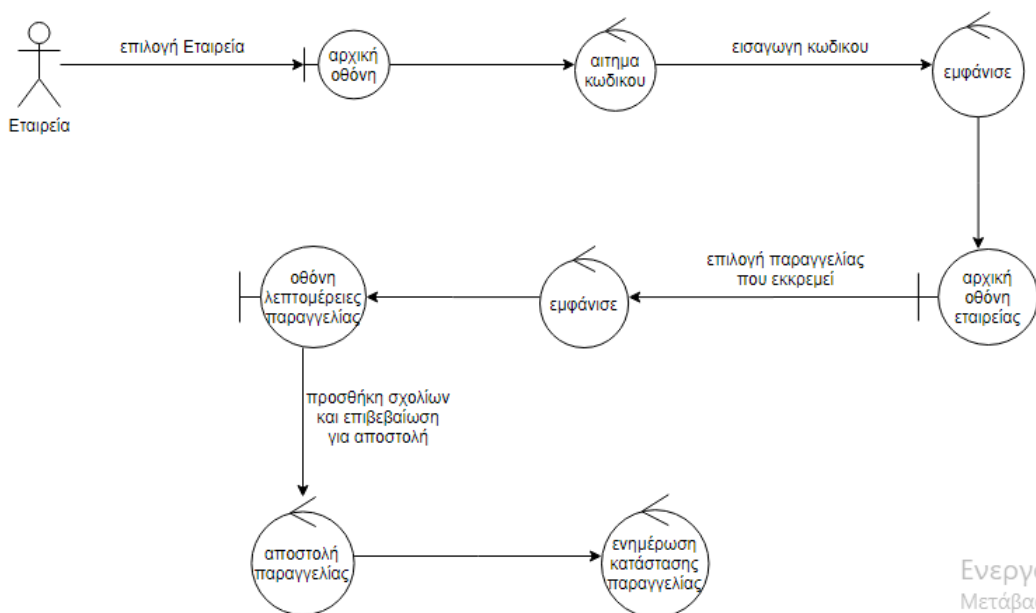 επιλογή Εταιρεία
αρχική
οθόνη
αιτημα
κωδικου
εισαγωγη κωδικου
εμφάνισε
Εταιρεία
οθόνη
λεπτομέρειες
παραγγελίας
εμφάνισε
επιλογή παραγγελίας
που εκκρεμεί
αρχική
οθόνη
εταιρείας
προσθήκη σχολίων
και επιβεβαίωση
για αποστολή
αποστολή
παραγγελίας
ενημέρωση
κατάστασης
παραγγελίας